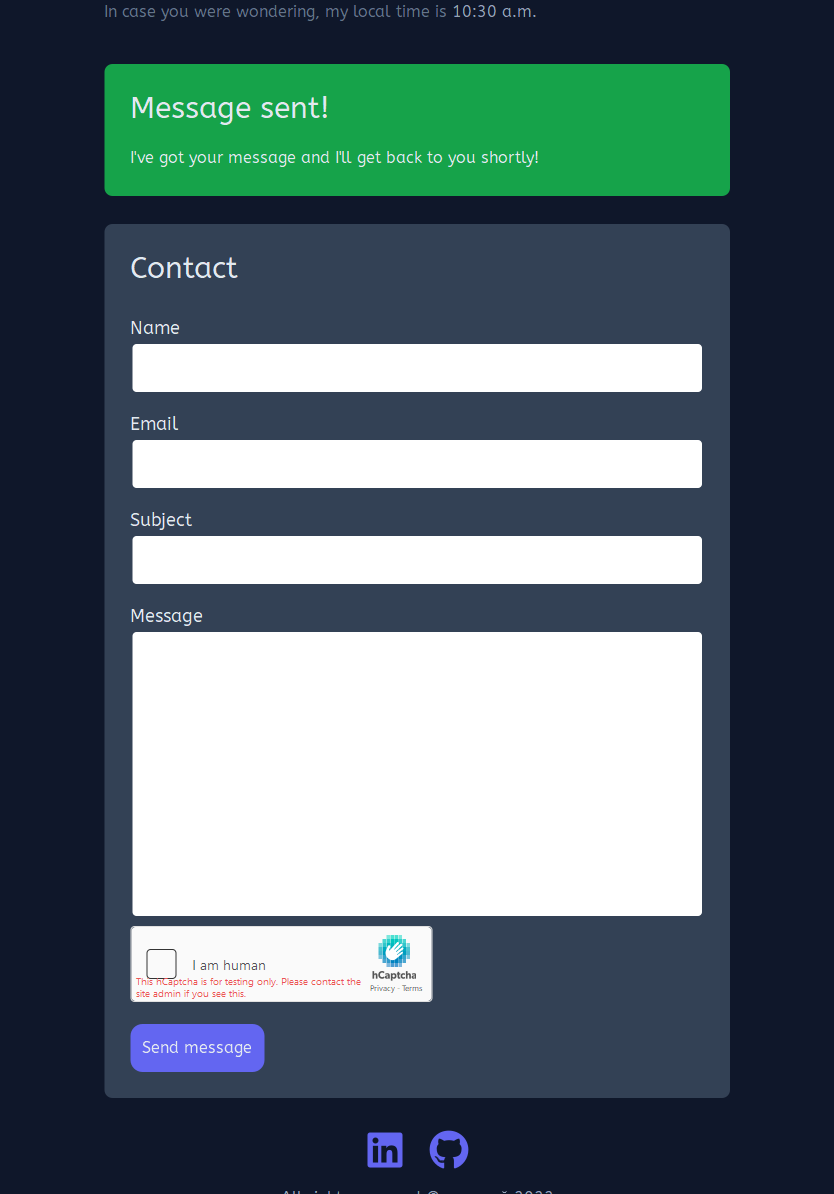 In case you were wondering, my local time is 10:30 a.m.
Message sent!
I've got your message and I'll get back to you shortly!
Contact
Name
Email
Subject
Message
I am human
This hCaptcha is for testing only. Please contact the
site admin if you see this.
hCaptcha
Privacy · Terms
Send message
in